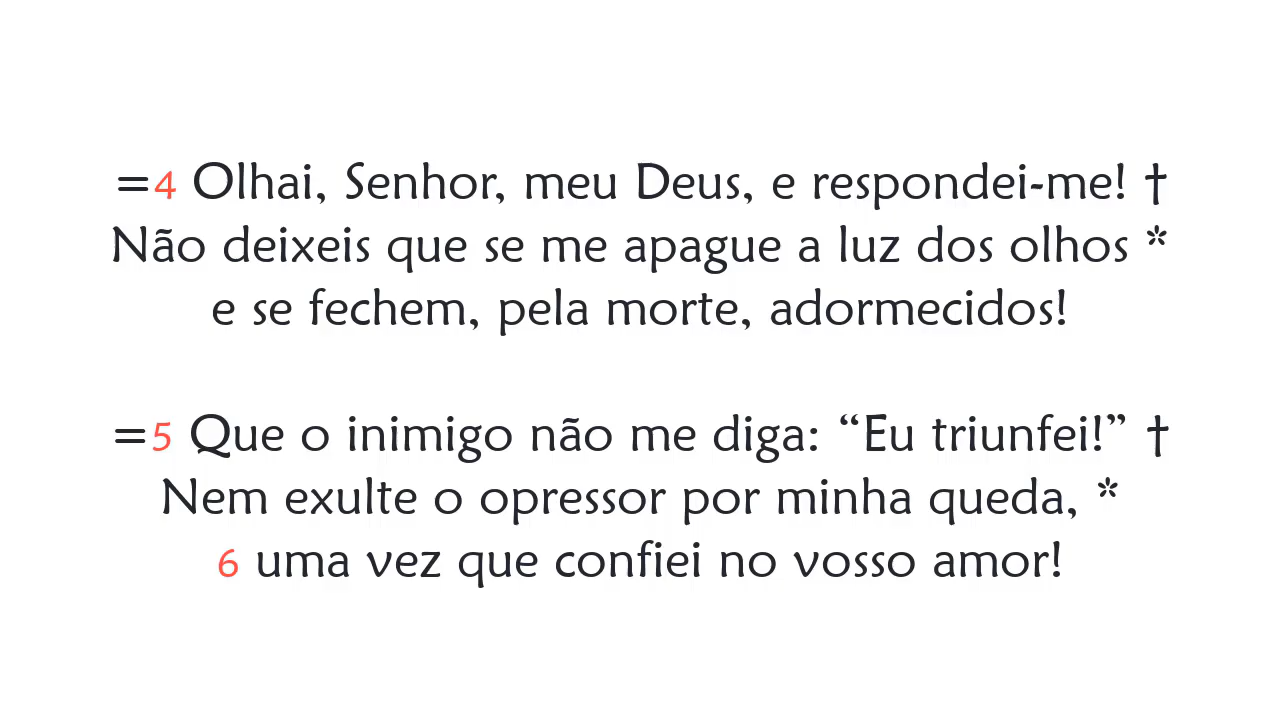 =4 Olhai, Senhor, meu Deus, e respondei-me! †
Não deixeis que se me apague a luz dos olhos *
e se fechem, pela morte, adormecidos!
=5 Que o inimigo não me diga: “Eu triunfei!” †
Nem exulte o opressor por minha queda, *
6 uma vez que confiei no vosso amor!